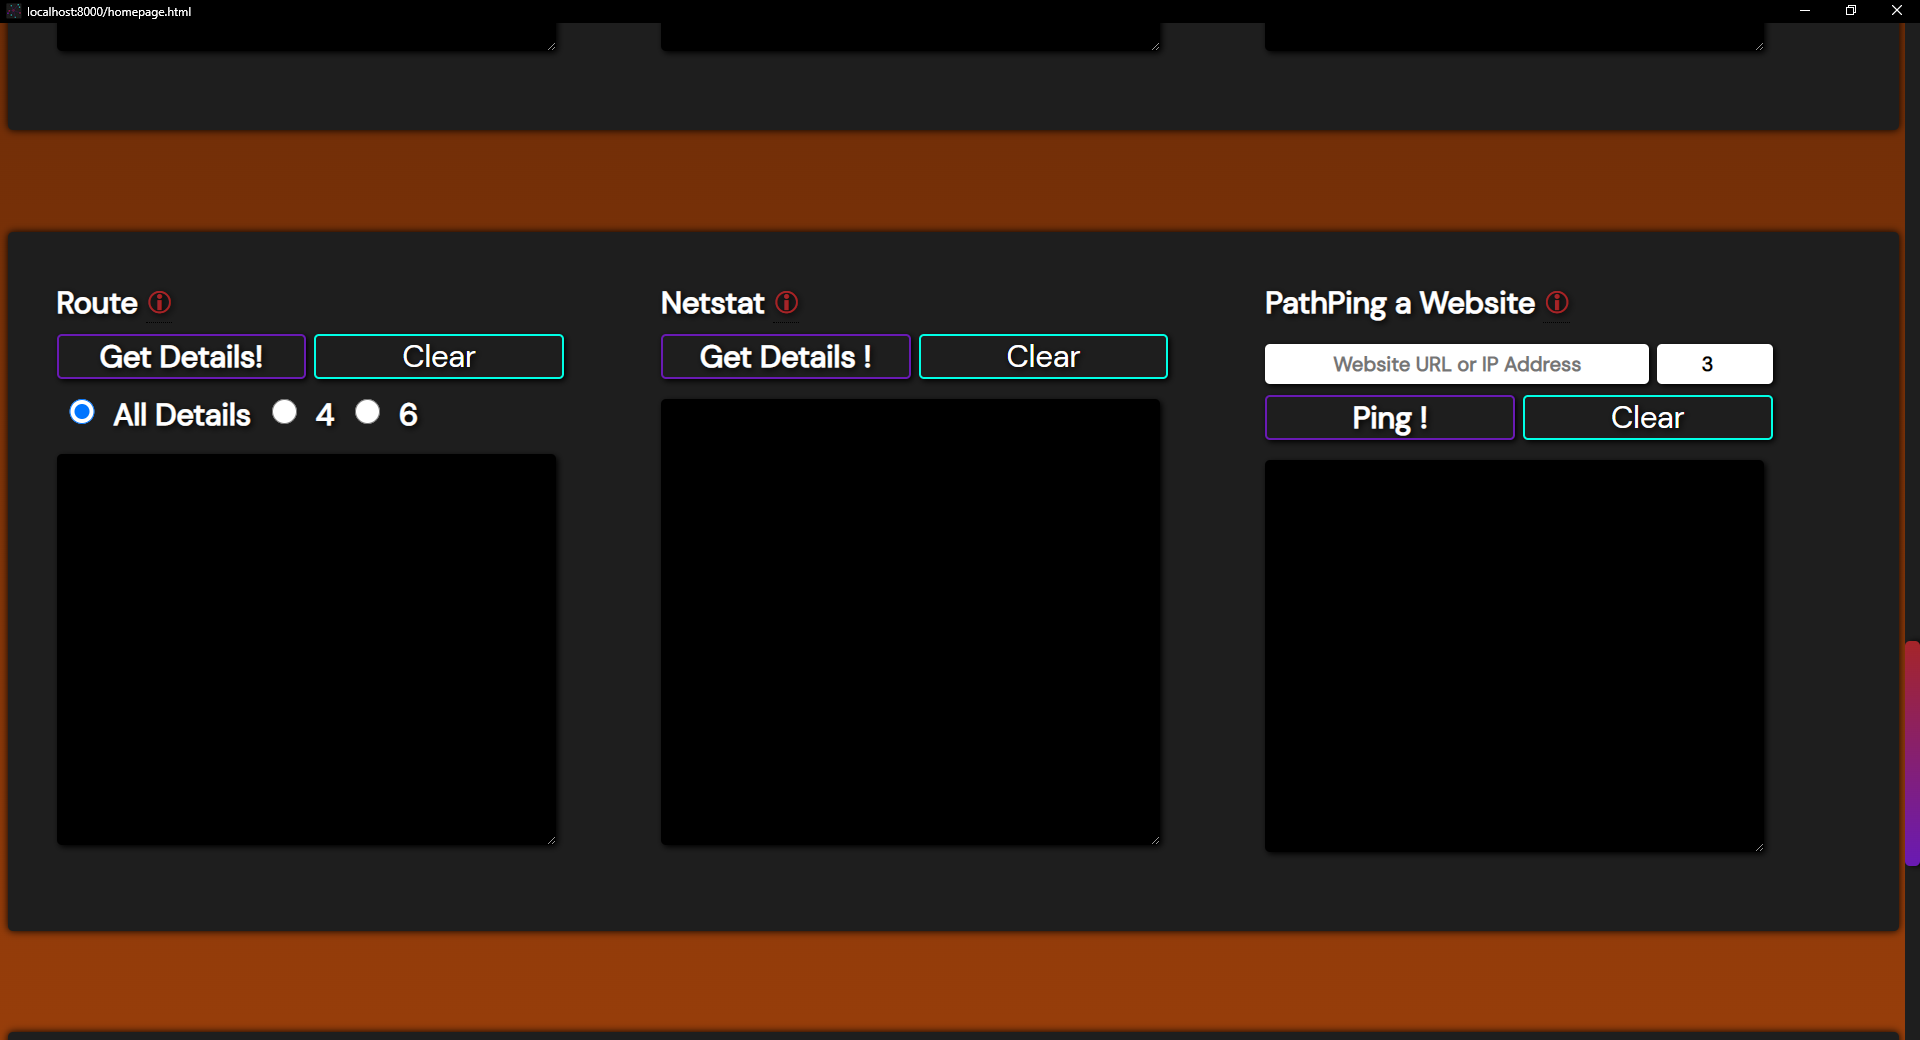 localhost:8000/homepage.html
Route
Get Details!
Clear
All Details 4 6
Netstat
Get Details !
Clear
PathPing a Website
Website URL or IP Address
3
Ping !
Clear